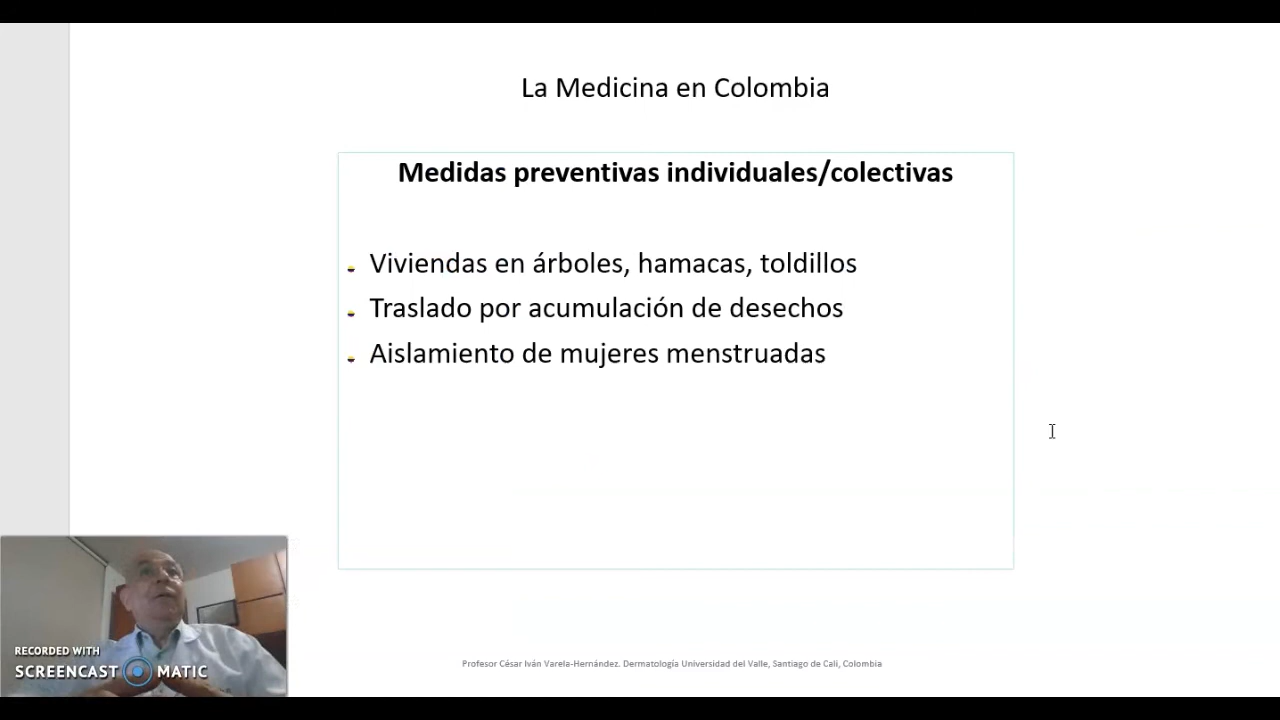 La Medicina en Colombia
Medidas preventivas individuales/colectivas
Viviendas en árboles, hamacas, toldillos
Traslado por acumulación de desechos
Aislamiento de mujeres menstruadas
RECORDED WITH
SCREENCAST MATIC
Profesor César Iván Varela-Hernández. Dermatología Universidad del Valle, Santiago de Cali, Colombia